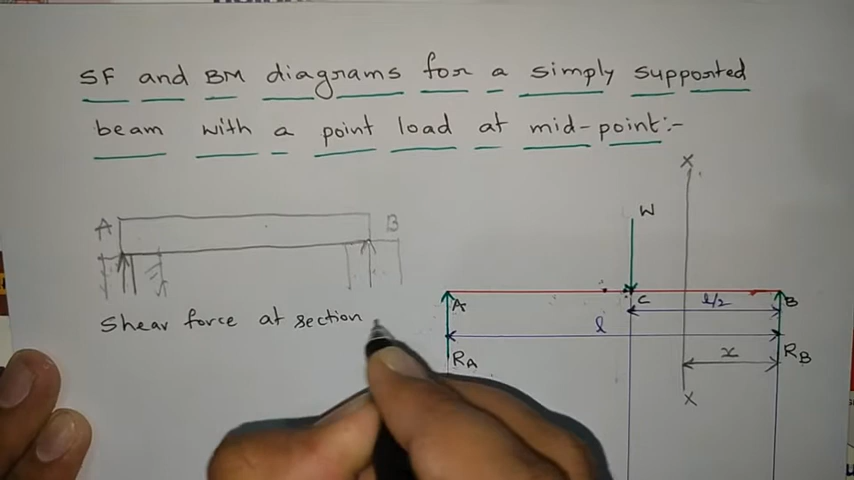 SF and BM diagrams for a simply supported
beam with a point load at mid-point:-
X
W
A B
A C l/2 B
Shear force at section
l
RA x RB
X